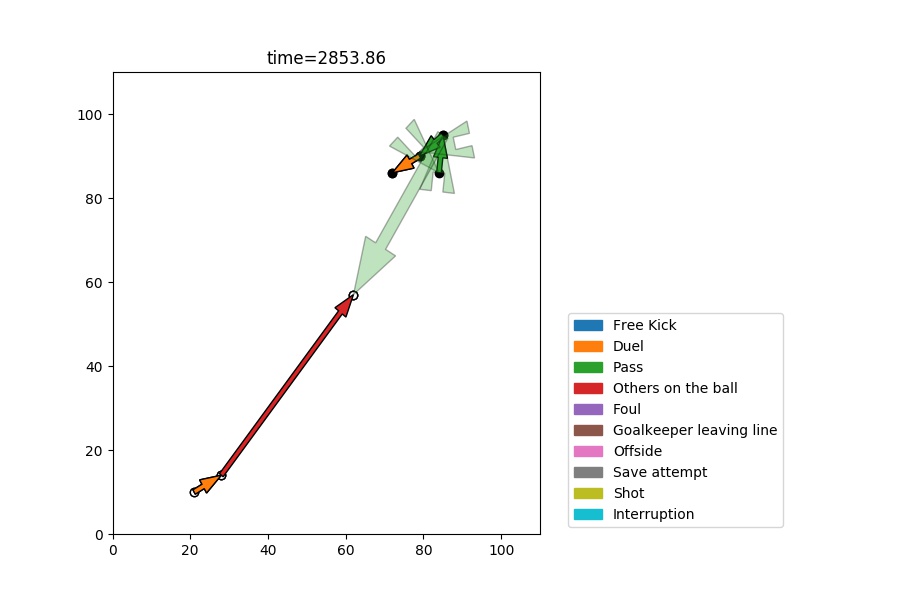 time=2853.86
100
80
60
40
20
0
0 20 40 60 80 100
Free Kick
Duel
Pass
Others on the ball
Foul
Goalkeeper leaving line
Offside
Save attempt
Shot
Interruption